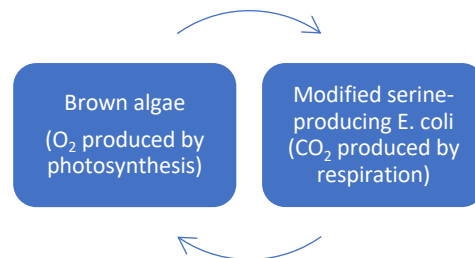 Brown algae
(O₂ produced by
photosynthesis)
Modified serine-
producing E. coli
(CO₂ produced by
respiration)